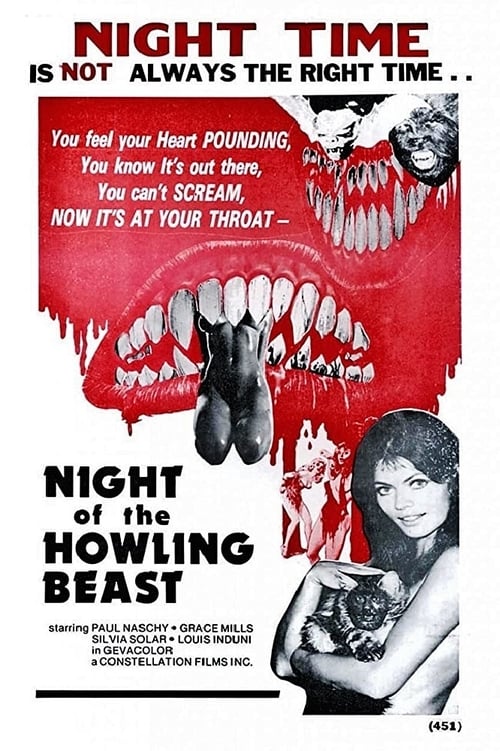 NIGHT TIME
IS NOT ALWAYS THE RIGHT TIME . .
You feel your Heart POUNDING,
You know It's out there,
You can't SCREAM,
NOW IT'S AT YOUR THROAT —
NIGHT
of the
HOWLING
BEAST
starring PAUL NASCHY • GRACE MILLS
SILVIA SOLAR • LOUIS INDUNI
in GEVACOLOR
a CONSTELLATION FILMS INC.
(451)